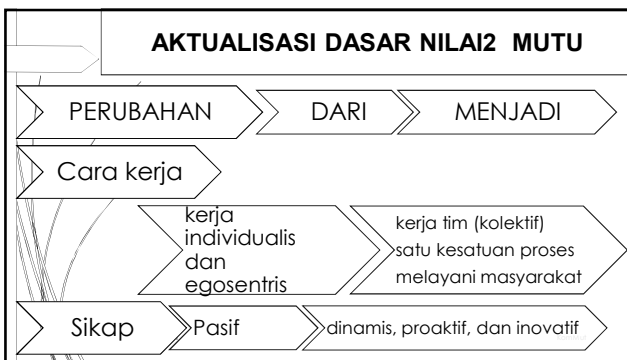 AKTUALISASI DASAR NILAI2 MUTU
PERUBAHAN DARI MENJADI
Cara kerja
kerja
individualis
dan
egosentris
kerja tim (kolektif)
satu kesatuan proses
melayani masyarakat
Sikap Pasif dinamis, proaktif, dan inovatif